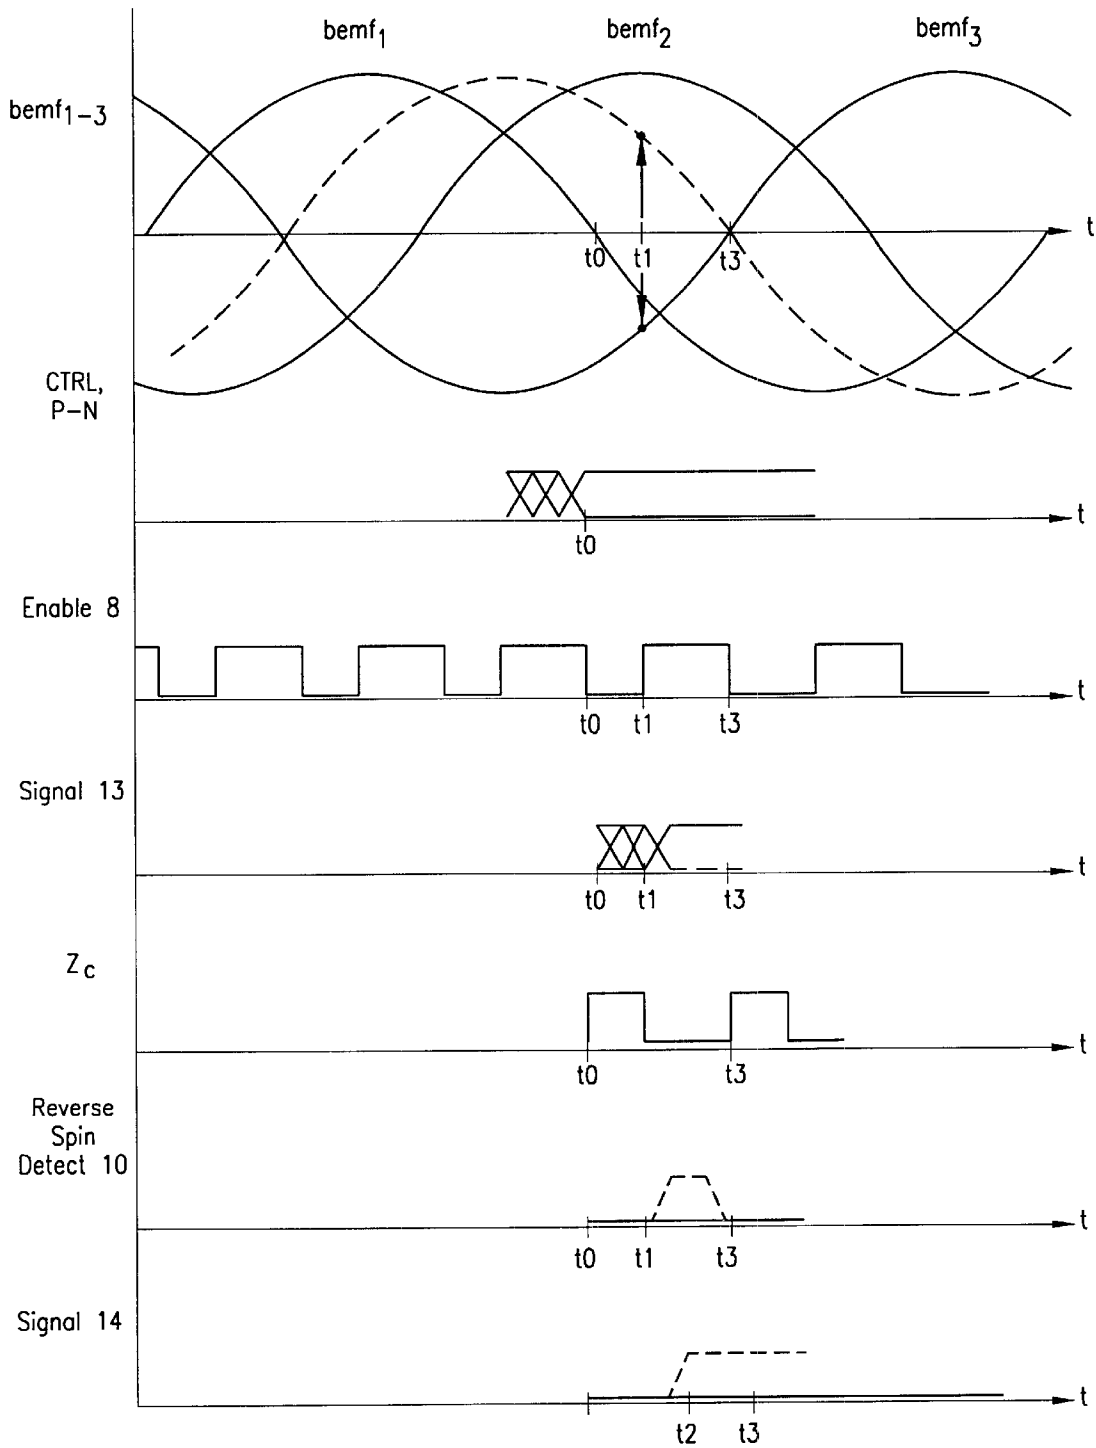 bemf1 bemf2 bemf3
bemf1-3
t
t0 t1 t3
CTRL,
P-N
t
t0
Enable 8
t
t0 t1 t3
Signal 13
t
t0 t1 t3
Zc
t
t0 t3
Reverse
Spin
Detect 10
t
t0 t1 t3
Signal 14
t
t2 t3